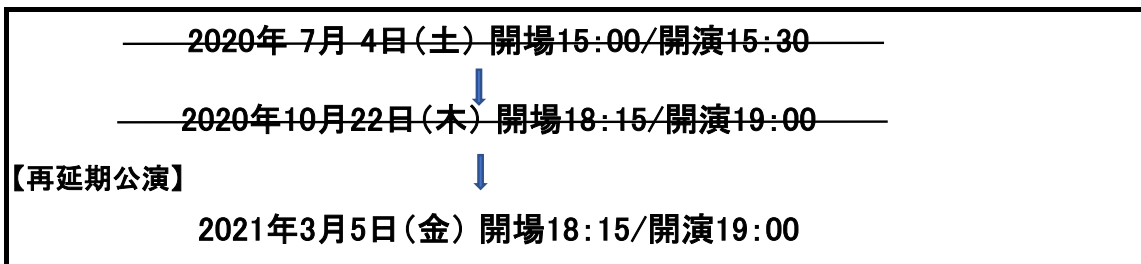 2020年 7月 4日(土) 開場15:00/開演15:30
2020年10月22日(木) 開場18:15/開演19:00
【再延期公演】
2021年3月5日(金) 開場18:15/開演19:00